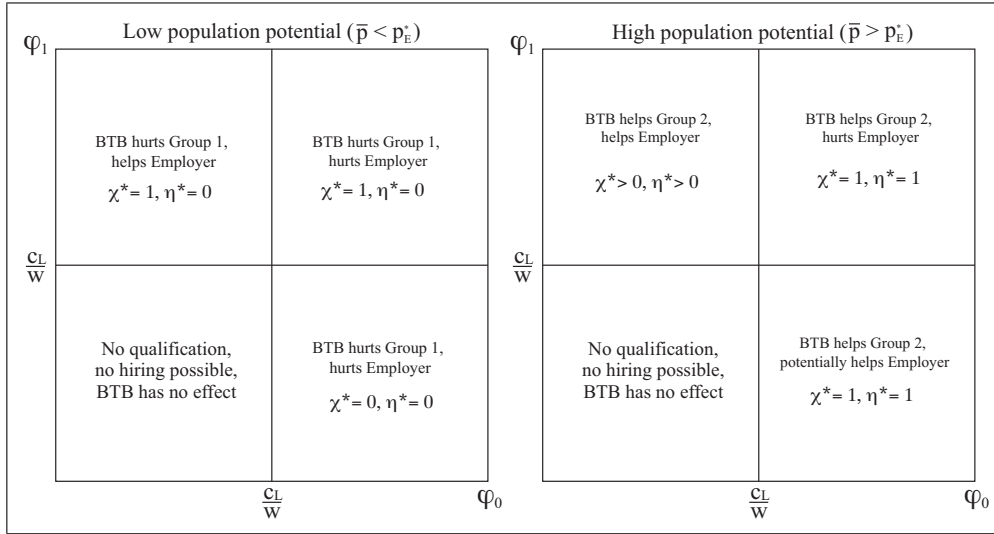 Low population potential (p̅ < p*E)
φ1
BTB hurts Group 1,
helps Employer
χ*= 1, η*= 0
BTB hurts Group 1,
hurts Employer
χ*= 1, η*= 0
cL
w
No qualification,
no hiring possible,
BTB has no effect
BTB hurts Group 1,
hurts Employer
χ*= 0, η*= 0
cL
w
φ0
High population potential (p̅ > p*E)
φ1
BTB helps Group 2,
helps Employer
χ*> 0, η*> 0
BTB helps Group 2,
hurts Employer
χ*= 1, η*= 1
cL
w
No qualification,
no hiring possible,
BTB has no effect
BTB helps Group 2,
potentially helps Employer
χ*= 1, η*= 1
cL
w
φ0